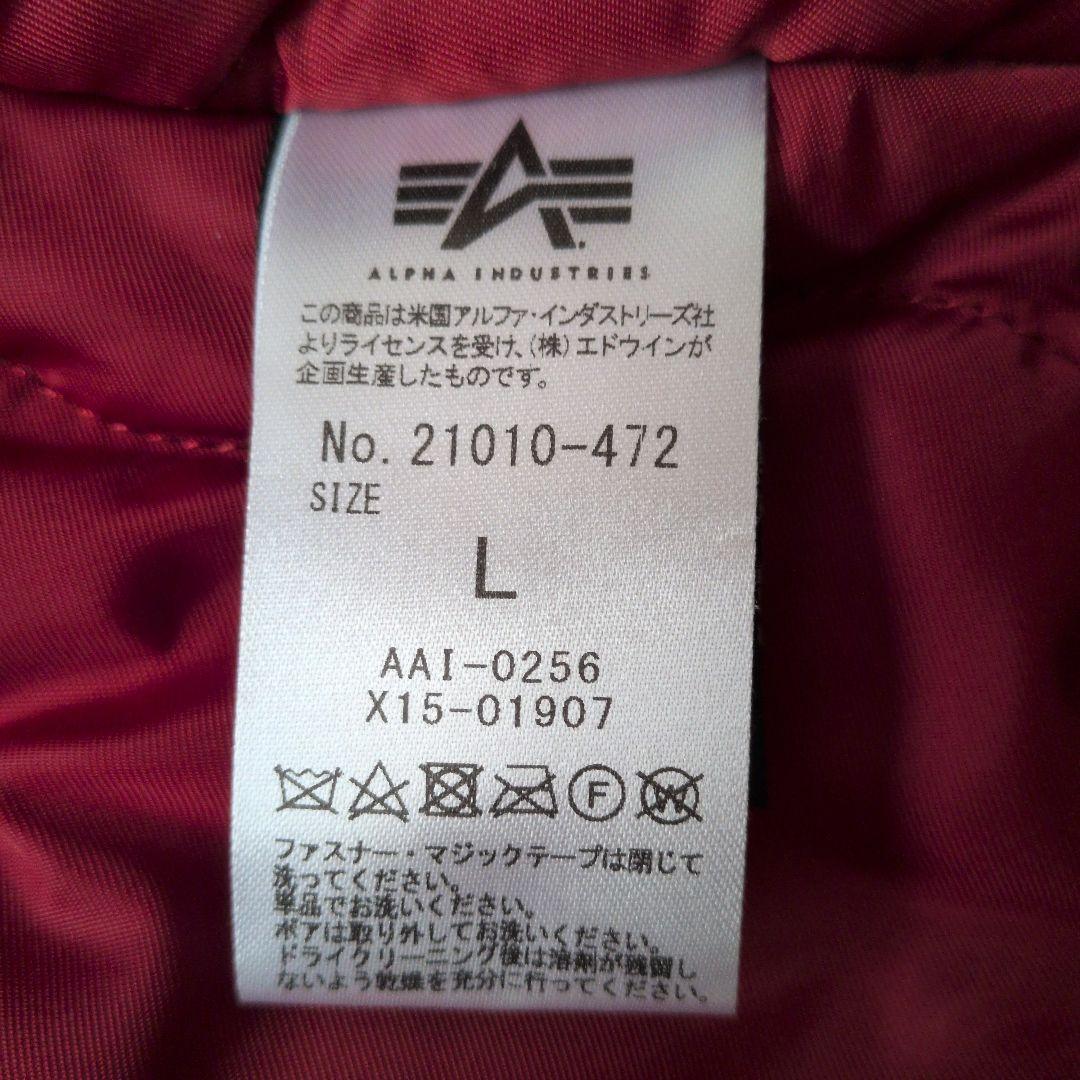 ALPHA INDUSTRIES
この商品は米国アルファ・インダストリーズ社
よりライセンスを受け、(株)エドウインが
企画生産したものです。
No. 21010-472
SIZE
L
AAI-0256
X15-01907
F W
ファスナー・マジックテープは閉じて
洗ってください。
単品でお洗いください。
ボアは取り外してお洗いください。
ドライクリーニング後は溶剤が残留し
ないよう乾燥を充分に行ってください。